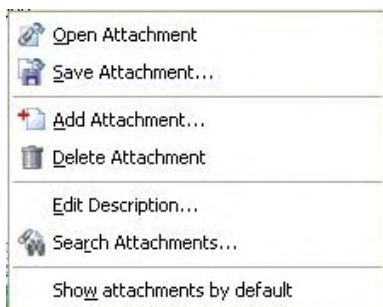 Open Attachment
Save Attachment...
Add Attachment...
Delete Attachment
Edit Description...
Search Attachments...
Show attachments by default